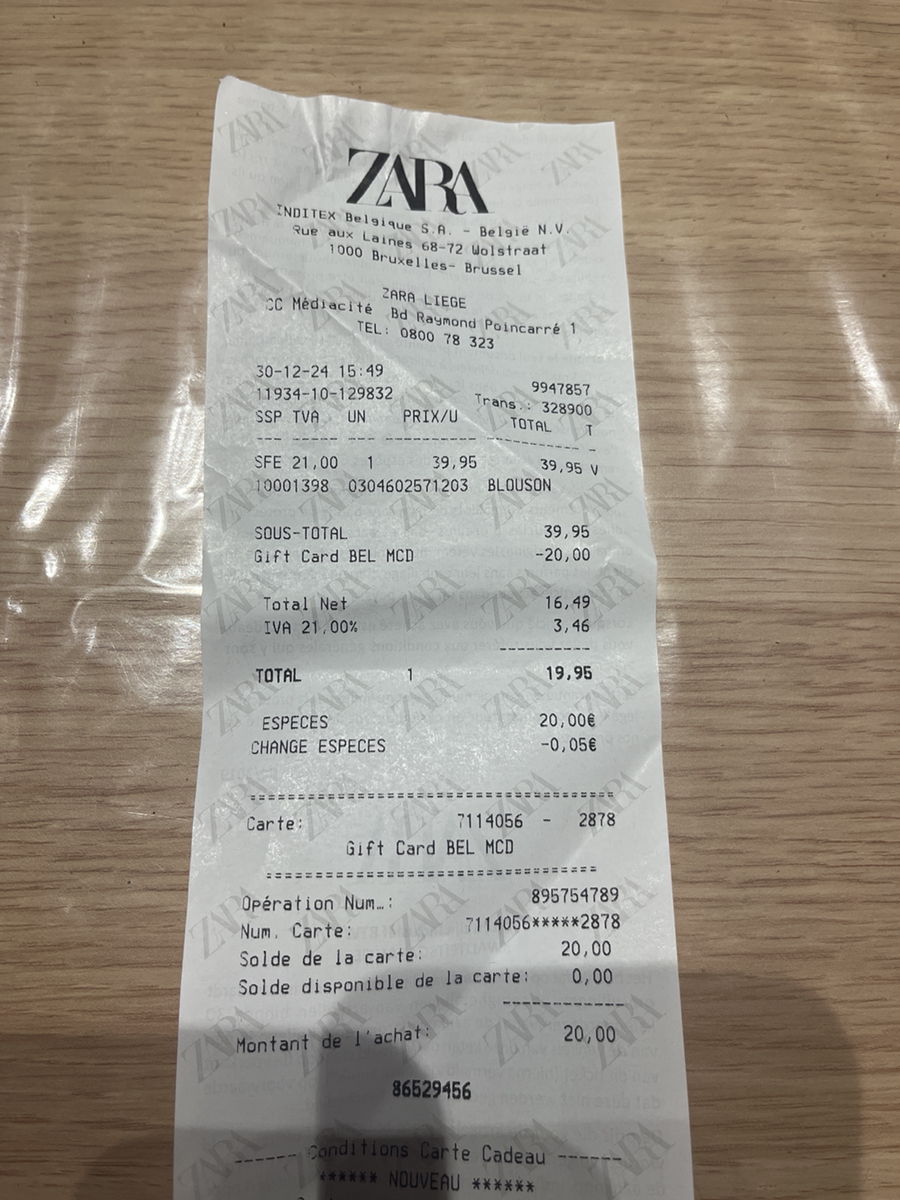 ZARA
INDITEX Belgique S.A. - België N.V.
Rue aux Laines 68-72 Wolstraat
1000 Bruxelles- Brussel
ZARA LIEGE
CC Médiacité Bd Raymond Poincarré 1
TEL: 0800 78 323
30-12-24 15:49 9947857
11934-10-129832 Trans.: 328900
SSP TVA UN PRIX/U TOTAL T
SFE 21,00 1 39,95 39,95 V
10001398 0304602571203 BLOUSON
SOUS-TOTAL 39,95
Gift Card BEL MCD -20,00
Total Net 16,49
IVA 21,00% 3,46
TOTAL 1 19,95
ESPECES 20,00€
CHANGE ESPECES -0,05€
Carte: 7114056 - 2878
Gift Card BEL MCD
Opération Num…: 895754789
Num. Carte: 7114056*****2878
Solde de la carte: 20,00
Solde disponible de la carte: 0,00
Montant de l'achat: 20,00
86529456
------ Conditions Carte Cadeau ------
****** NOUVEAU ******